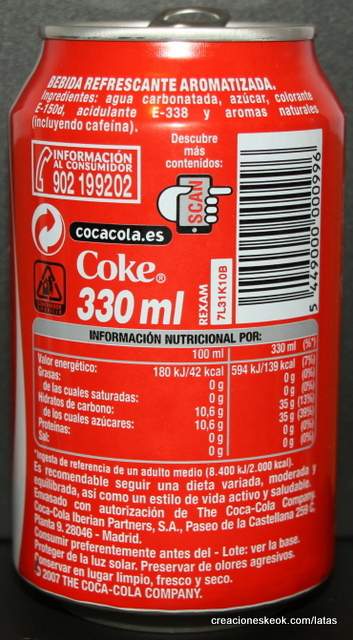 BEBIDA REFRESCANTE AROMATIZADA.
Ingredientes: agua carbonatada, azúcar, colorante
E-150d, acidulante E-338 y aromas naturales
(incluyendo cafeína).
INFORMACIÓN
AL CONSUMIDOR
902 199202
Descubre
más
contenidos:
SCAN
cocacola.es
Coke®
330 ml
REXAM
7L31K10B
5 449000 000996
INFORMACIÓN NUTRICIONAL POR:
100 ml 330 ml (%*)
Valor energético: 180 kJ/42 kcal 594 kJ/139 kcal (7%)
Grasas: 0 g 0 g (0%)
de las cuales saturadas: 0 g 0 g (0%)
Hidratos de carbono: 10,6 g 35 g (13%)
de los cuales azúcares: 10,6 g 35 g (39%)
Proteínas: 0 g 0 g (0%)
Sal: 0 g 0 g (0%)
*Ingesta de referencia de un adulto medio (8.400 kJ/2.000 kcal).
Es recomendable seguir una dieta variada, moderada y
equilibrada, así como un estilo de vida activo y saludable.
Envasado con autorización de The Coca-Cola Company
Coca-Cola Iberian Partners, S.A., Paseo de la Castellana 259 C,
Planta 9. 28046 - Madrid.
Consumir preferentemente antes del - Lote: ver la base.
Proteger de la luz solar. Preservar de olores agresivos.
Conservar en lugar limpio, fresco y seco.
© 2007 THE COCA-COLA COMPANY.
creacioneskeok.com/latas